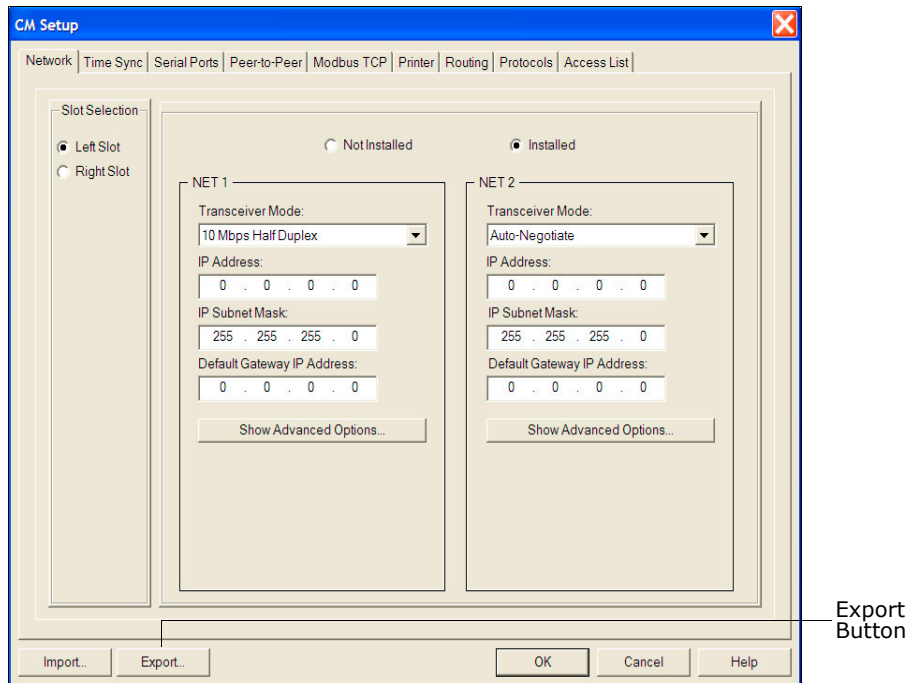 CM Setup
Network Time Sync Serial Ports Peer-to-Peer Modbus TCP Printer Routing Protocols Access List
Slot Selection
Left Slot
Right Slot
Not Installed Installed
NET 1
Transceiver Mode:
10 Mbps Half Duplex
IP Address:
0 . 0 . 0 . 0
IP Subnet Mask:
255 . 255 . 255 . 0
Default Gateway IP Address:
0 . 0 . 0 . 0
Show Advanced Options...
NET 2
Transceiver Mode:
Auto-Negotiate
IP Address:
0 . 0 . 0 . 0
IP Subnet Mask:
255 . 255 . 255 . 0
Default Gateway IP Address:
0 . 0 . 0 . 0
Show Advanced Options...
Export
Button
Import... Export... OK Cancel Help